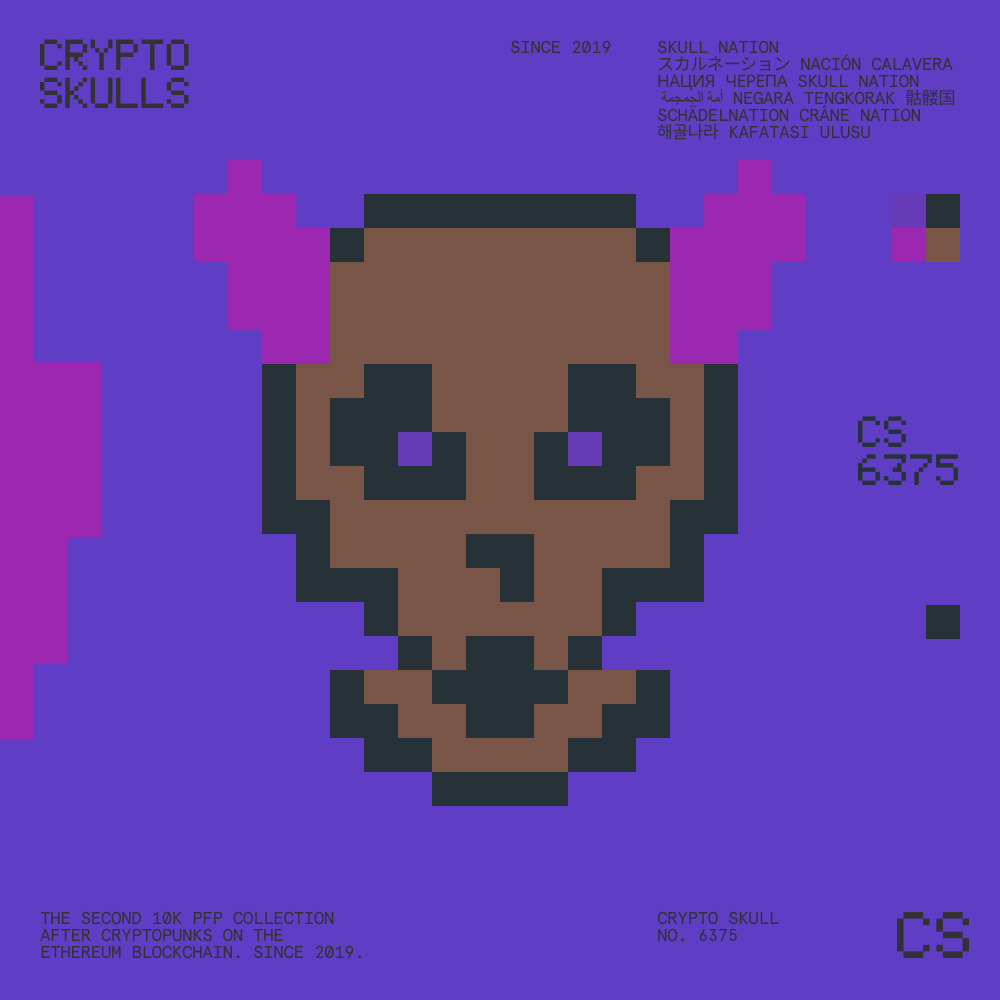 CRYPTO
SKULLS
SINCE 2019
SKULL NATION
スカルネーション NACIÓN CALAVERA
НАЦИЯ ЧЕРЕПА SKULL NATION
أمة الجمجمة NEGARA TENGKORAK 骷髅国
SCHÄDELNATION CRÂNE NATION
해골나라 KAFATASI ULUSU
CS
6375
THE SECOND 10K PFP COLLECTION
AFTER CRYPTOPUNKS ON THE
ETHEREUM BLOCKCHAIN. SINCE 2019.
CRYPTO SKULL
NO. 6375
CS